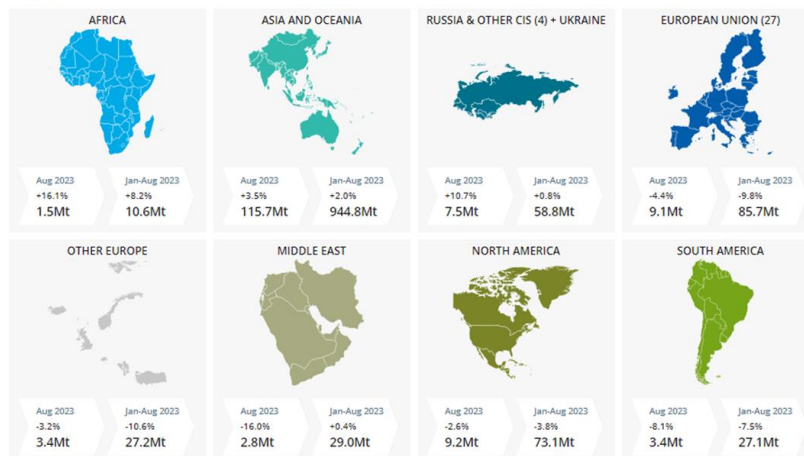 AFRICA
Aug 2023 Jan-Aug 2023
+16.1% +8.2%
1.5Mt 10.6Mt
ASIA AND OCEANIA
Aug 2023 Jan-Aug 2023
+3.5% +2.0%
115.7Mt 944.8Mt
RUSSIA & OTHER CIS (4) + UKRAINE
Aug 2023 Jan-Aug 2023
+10.7% +0.8%
7.5Mt 58.8Mt
EUROPEAN UNION (27)
Aug 2023 Jan-Aug 2023
-4.4% -9.8%
9.1Mt 85.7Mt
OTHER EUROPE
Aug 2023 Jan-Aug 2023
-3.2% -10.6%
3.4Mt 27.2Mt
MIDDLE EAST
Aug 2023 Jan-Aug 2023
-16.0% +0.4%
2.8Mt 29.0Mt
NORTH AMERICA
Aug 2023 Jan-Aug 2023
-2.6% -3.8%
9.2Mt 73.1Mt
SOUTH AMERICA
Aug 2023 Jan-Aug 2023
-8.1% -7.5%
3.4Mt 27.1Mt